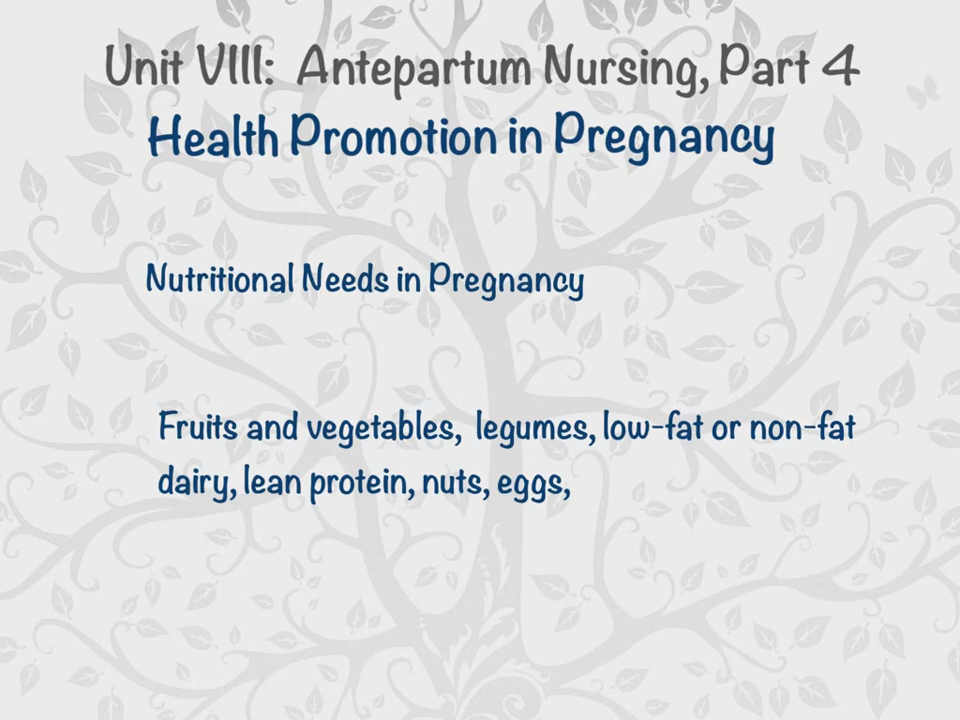 Unit VIII: Antepartum Nursing, Part 4
Health Promotion in Pregnancy
Nutritional Needs in Pregnancy
Fruits and vegetables, legumes, low-fat or non-fat
dairy, lean protein, nuts, eggs,